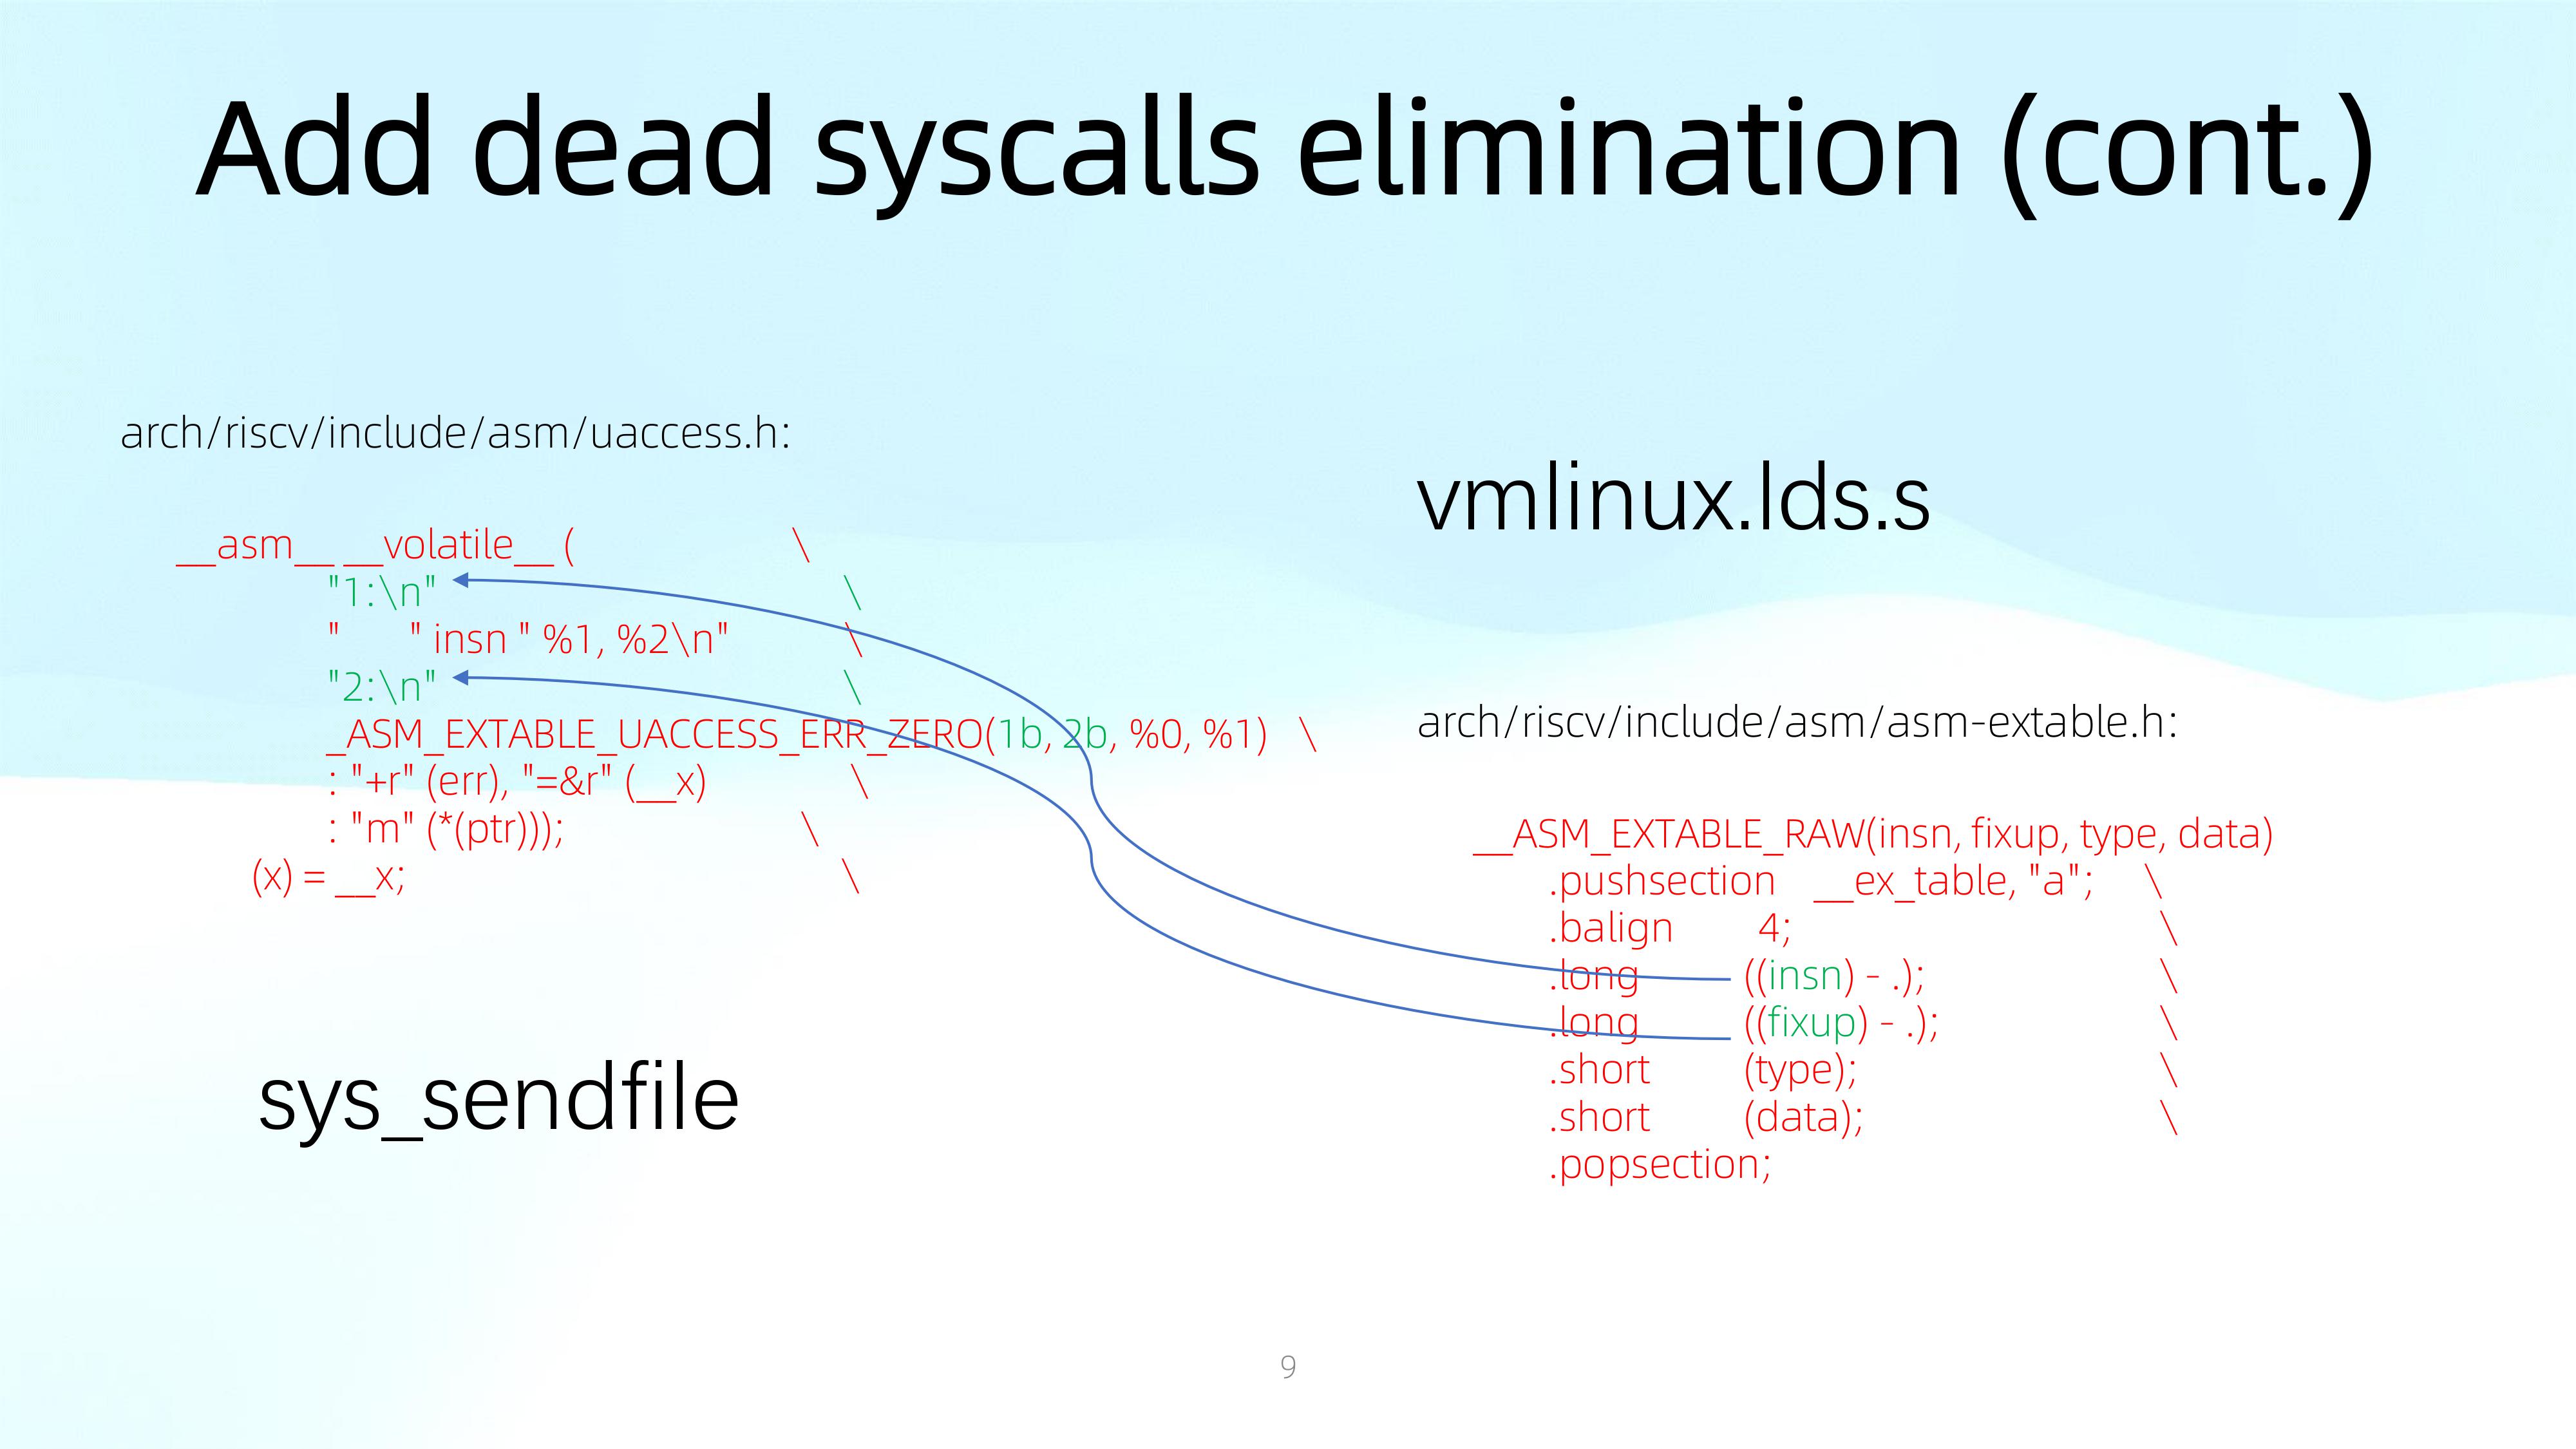 Add dead syscalls elimination (cont.)
arch/riscv/include/asm/uaccess.h:
__asm__ __volatile__ ( \
"1:\n" \
" " insn " %1, %2\n" \
"2:\n" \
_ASM_EXTABLE_UACCESS_ERR_ZERO(1b, 2b, %0, %1) \
: "+r" (err), "=&r" (__x) \
: "m" (*(ptr))); \
(x) = __x; \
sys_sendfile
vmlinux.lds.s
arch/riscv/include/asm/asm-extable.h:
__ASM_EXTABLE_RAW(insn, fixup, type, data)
.pushsection __ex_table, "a"; \
.balign 4; \
.long ((insn) - .); \
.long ((fixup) - .); \
.short (type); \
.short (data); \
.popsection;
9